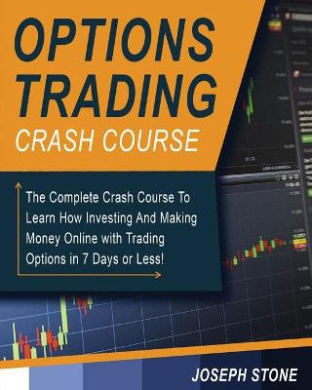 OPTIONS
TRADING
CRASH COURSE
The Complete Crash Course To
Learn How Investing And Making
Money Online with Trading
Options in 7 Days or Less!
JOSEPH STONE